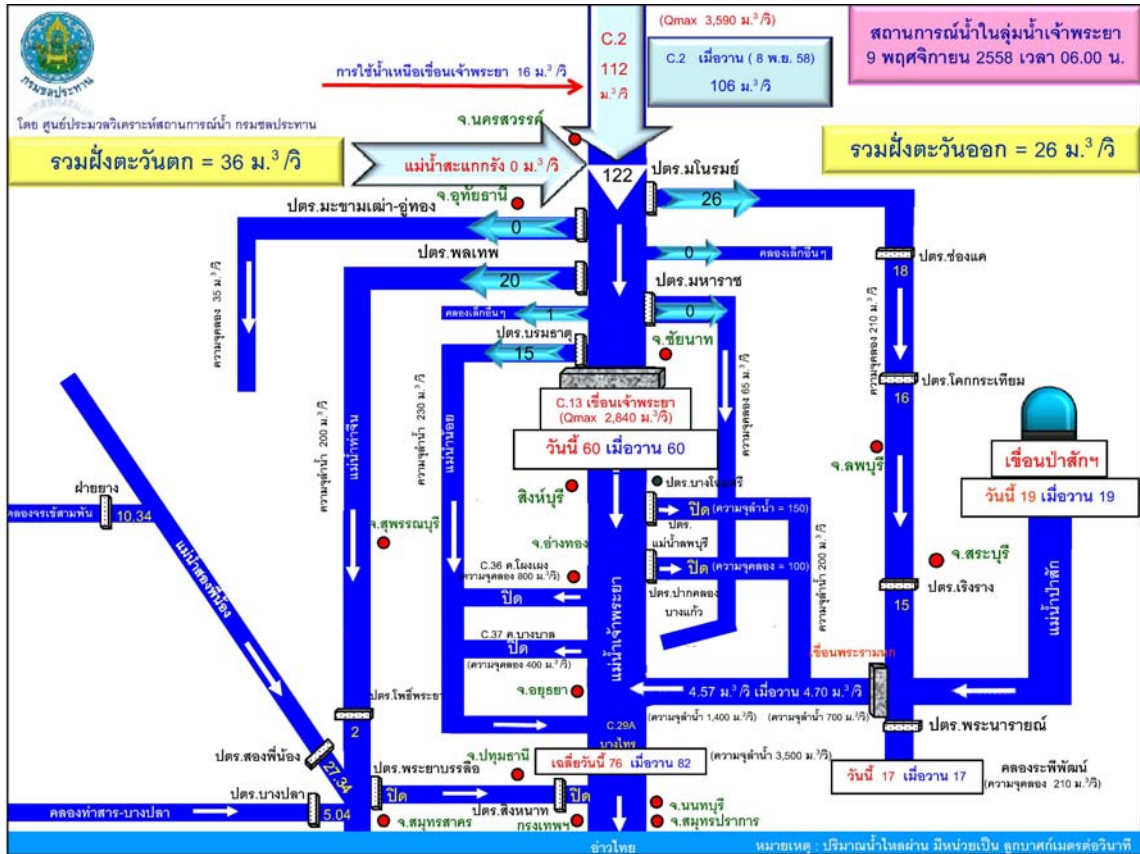 กรมชลประทาน
โดย ศูนย์ประมวลวิเคราะห์สถานการณ์น้ำ กรมชลประทาน
(Qmax 3,590 ม.³/วิ)
C.2
112
ม.³/วิ
C.2 เมื่อวาน ( 8 พ.ย. 58)
106 ม.³/วิ
สถานการณ์น้ำในลุ่มน้ำเจ้าพระยา
9 พฤศจิกายน 2558 เวลา 06.00 น.
การใช้น้ำเหนือเขื่อนเจ้าพระยา 16 ม.³/วิ
จ.นครสวรรค์
รวมฝั่งตะวันตก = 36 ม.³/วิ
แม่น้ำสะแกกรัง 0 ม.³/วิ
122
รวมฝั่งตะวันออก = 26 ม.³/วิ
จ.อุทัยธานี
ปตร.มะขามเฒ่า-อู่ทอง
0
ปตร.มโนรมย์
26
ปตร.พลเทพ
20
0
คลองเล็กอื่นๆ
18
ปตร.ช่องแค
ปตร.มหาราช
0
คลองเล็กอื่นๆ
1
ปตร.บรมธาตุ
15
จ.ชัยนาท
ความจุคลอง 35 ม.³/วิ
ความจุลำน้ำ 200 ม.³/วิ
แม่น้ำท่าจีน
ความจุลำน้ำ 230 ม.³/วิ
แม่น้ำน้อย
ความจุคลอง 65 ม.³/วิ
ความจุคลอง 210 ม.³/วิ
16
ปตร.โคกกระเทียม
C.13 เขื่อนเจ้าพระยา
(Qmax 2,840 ม.³/วิ)
วันนี้ 60 เมื่อวาน 60
จ.ลพบุรี
เขื่อนป่าสักฯ
วันนี้ 19 เมื่อวาน 19
ฝายยาง
คลองจรเข้สามพัน
10.34
แม่น้ำสองพี่น้อง
จ.สุพรรณบุรี
สิงห์บุรี
ปิด
(ความจุลำน้ำ = 150)
ปตร.
แม่น้ำลพบุรี
จ.อ่างทอง
C.36 ค.โผงเผง
(ความจุคลอง 800 ม.³/วิ)
ปิด
ปิด
(ความจุคลอง = 100)
ปตร.ปากคลอง
บางแก้ว
ความจุลำน้ำ 200 ม.³/วิ
จ.สระบุรี
15
ปตร.เริงราง
แม่น้ำป่าสัก
แม่น้ำเจ้าพระยา
C.37 ค.บางบาล
ปิด
(ความจุคลอง 400 ม.³/วิ)
เขื่อนพระรามหก
4.57 ม.³/วิ เมื่อวาน 4.70 ม.³/วิ
(ความจุลำน้ำ 1,400 ม.³/วิ)
(ความจุลำน้ำ 700 ม.³/วิ)
จ.อยุธยา
ปตร.โพธิ์พระยา
2
C.29A
บางไทร
ปตร.พระนารายณ์
ปตร.สองพี่น้อง
27.34
จ.ปทุมธานี
เฉลี่ยวันนี้ 76 เมื่อวาน 82
(ความจุลำน้ำ 3,500 ม.³/วิ)
วันนี้ 17 เมื่อวาน 17
คลองระพีพัฒน์
(ความจุคลอง 210 ม.³/วิ)
ปตร.พระยาบรรลือ
ปิด
ปตร.บางปลา
คลองท่าสาร-บางปลา
5.04
ปตร.สิงหนาท
ปิด
จ.สมุทรสาคร
กรุงเทพฯ
จ.นนทบุรี
จ.สมุทรปราการ
อ่าวไทย
หมายเหตุ : ปริมาณน้ำไหลผ่าน มีหน่วยเป็น ลูกบาศก์เมตรต่อวินาที